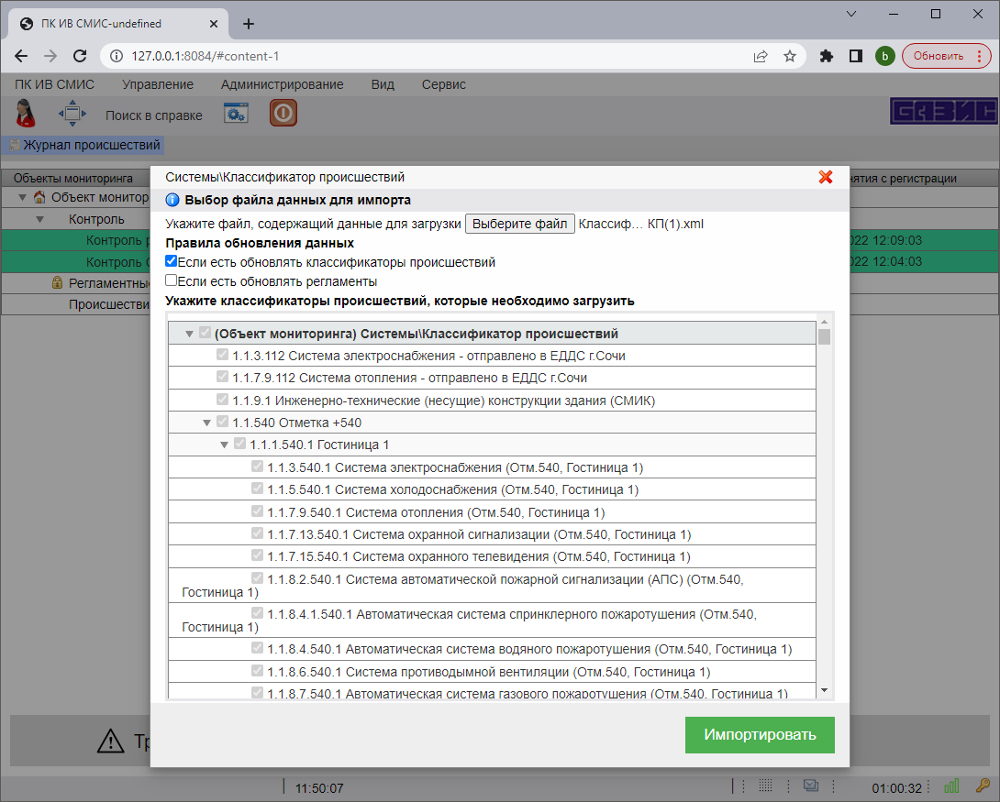 ПК ИВ СМИС-undefined
127.0.0.1:8084/#content-1
b
Обновить
ПК ИВ СМИС Управление Администрирование Вид Сервис
Поиск в справке
БАЗИС
Журнал происшествий
Объекты мониторинга
нятия с регистрации
Объект монитор
Контроль
Контроль
022 12:09:03
Контроль
022 12:04:03
Регламентные
Происшестви
Системы\Классификатор происшествий
Выбор файла данных для импорта
Укажите файл, содержащий данные для загрузки Выберите файл Классиф… КП(1).xml
Правила обновления данных
Если есть обновлять классификаторы происшествий
Если есть обновлять регламенты
Укажите классификаторы происшествий, которые необходимо загрузить
(Объект мониторинга) Системы\Классификатор происшествий
1.1.3.112 Система электроснабжения - отправлено в ЕДДС г.Сочи
1.1.7.9.112 Система отопления - отправлено в ЕДДС г.Сочи
1.1.9.1 Инженерно-технические (несущие) конструкции здания (СМИК)
1.1.540 Отметка +540
1.1.1.540.1 Гостиница 1
1.1.3.540.1 Система электроснабжения (Отм.540, Гостиница 1)
1.1.5.540.1 Система холодоснабжения (Отм.540, Гостиница 1)
1.1.7.9.540.1 Система отопления (Отм.540, Гостиница 1)
1.1.7.13.540.1 Система охранной сигнализации (Отм.540, Гостиница 1)
1.1.7.15.540.1 Система охранного телевидения (Отм.540, Гостиница 1)
1.1.8.2.540.1 Система автоматической пожарной сигнализации (АПС) (Отм.540,
Гостиница 1)
1.1.8.4.1.540.1 Автоматическая система спринклерного пожаротушения (Отм.540,
Гостиница 1)
1.1.8.4.540.1 Автоматическая система водяного пожаротушения (Отм.540, Гостиница 1)
1.1.8.6.540.1 Система противодымной вентиляции (Отм.540, Гостиница 1)
1.1.8.7.540.1 Автоматическая система газового пожаротушения (Отм.540, Гостиница 1)
Импортировать
Тр
11:50:07
01:00:32